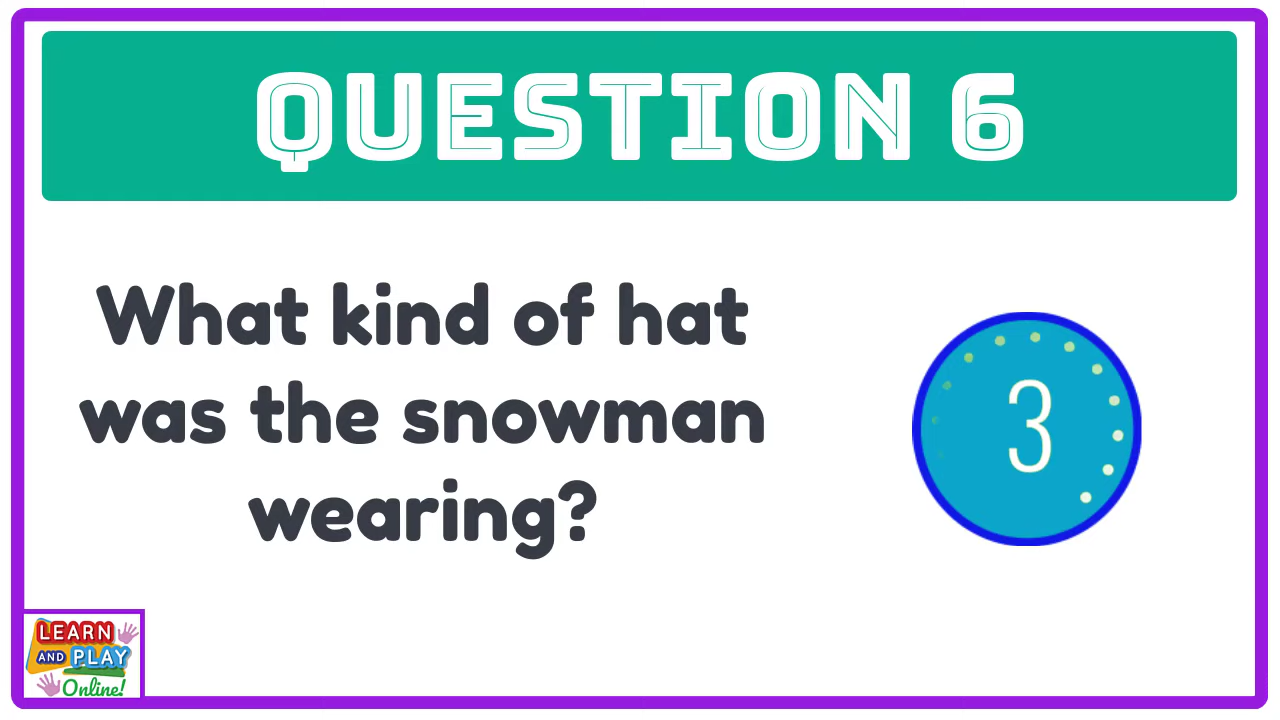 QUESTION 6
What kind of hat
was the snowman
wearing?
3
LEARN
AND PLAY
Online!